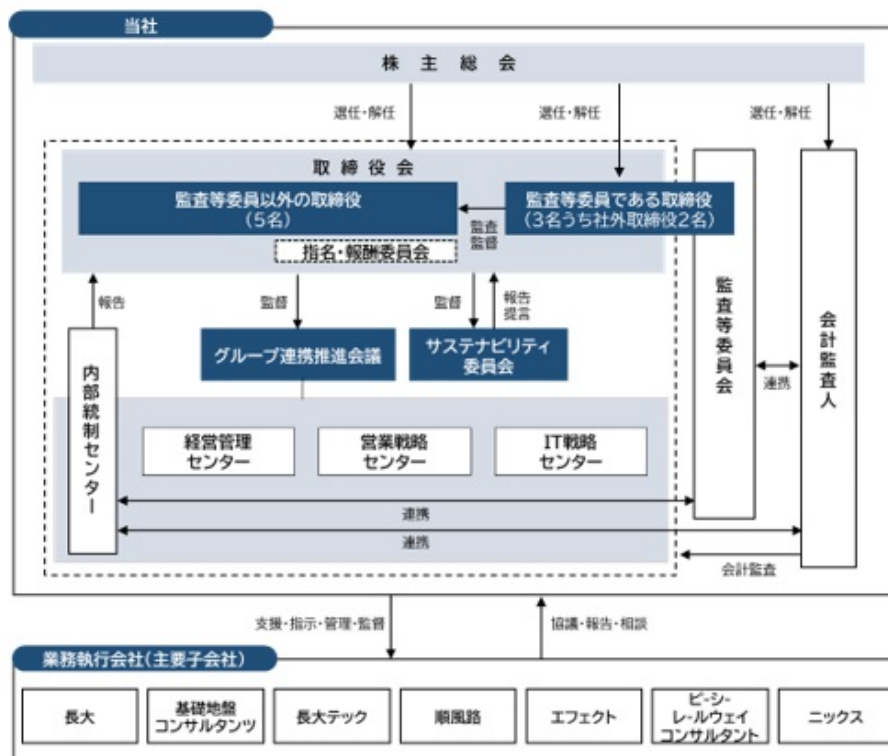 当社
株主総会
選任・解任
選任・解任
選任・解任
取締役会
監査等委員以外の取締役
(5名)
監査等委員である取締役
(3名うち社外取締役2名)
監査
監督
指名・報酬委員会
報告
監督
監督
報告
提言
グループ連携推進会議
サステナビリティ
委員会
監査等委員会
会計監査人
連携
内部統制センター
経営管理
センター
営業戦略
センター
IT戦略
センター
連携
連携
会計監査
支援・指示・管理・監督
協議・報告・相談
業務執行会社(主要子会社)
長大
基礎地盤
コンサルタンツ
長大テック
順風路
エフェクト
ピーシー
レールウェイ
コンサルタント
ニックス